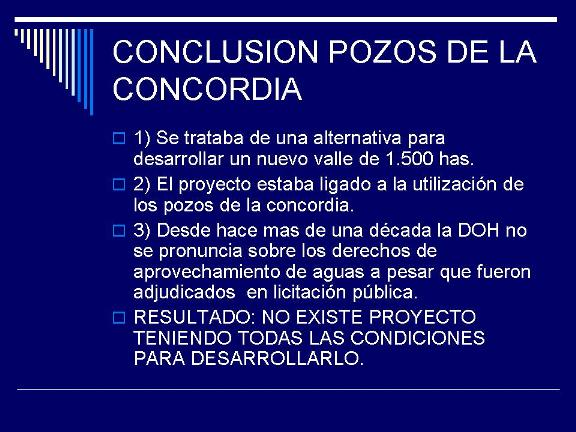 CONCLUSION POZOS DE LA
CONCORDIA
1) Se trataba de una alternativa para
desarrollar un nuevo valle de 1.500 has.
2) El proyecto estaba ligado a la utilización de
los pozos de la concordia.
3) Desde hace mas de una década la DOH no
se pronuncia sobre los derechos de
aprovechamiento de aguas a pesar que fueron
adjudicados  en licitación pública.
RESULTADO: NO EXISTE PROYECTO
TENIENDO TODAS LAS CONDICIONES
PARA DESARROLLARLO.